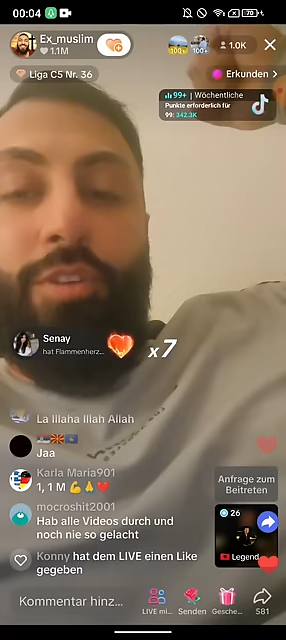 00:04
70
Ex_muslim
1.1M
100+
100+
1.0K
Liga C5 Nr. 36
Erkunden >
99+ | Wöchentliche
Punkte erforderlich für
99: 342.3K
Senay
hat Flammenherz...
x7
La Illaha Illah Allah
Jaa
Karla Maria901
1, 1 M 💪🙏❤️
mocroshit2001
Hab alle Videos durch und
noch nie so gelacht
Konny hat dem LIVE einen Like
gegeben
Anfrage zum
Beitreten
26
Legend
Kommentar hinz...
LIVE mi...
Senden
Gesche...
581